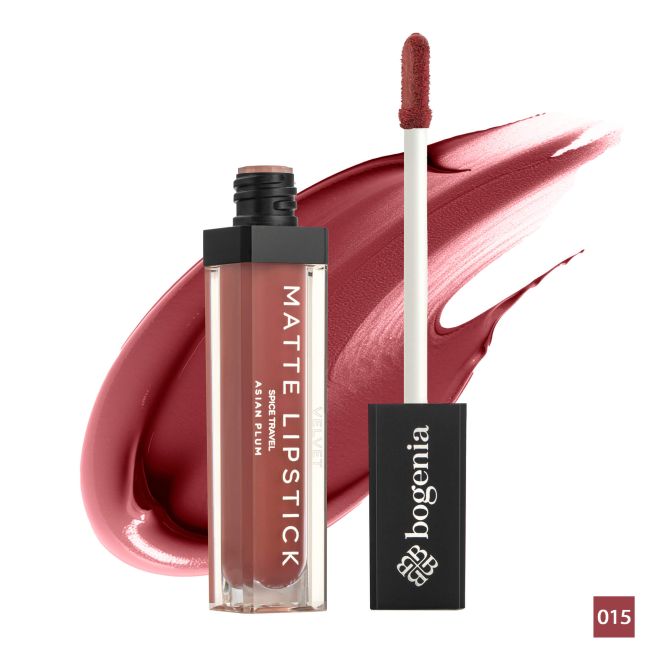 VELVET
MATTE LIPSTICK
SPICE TRAVEL
ASIAN PLUM
bogenia
015